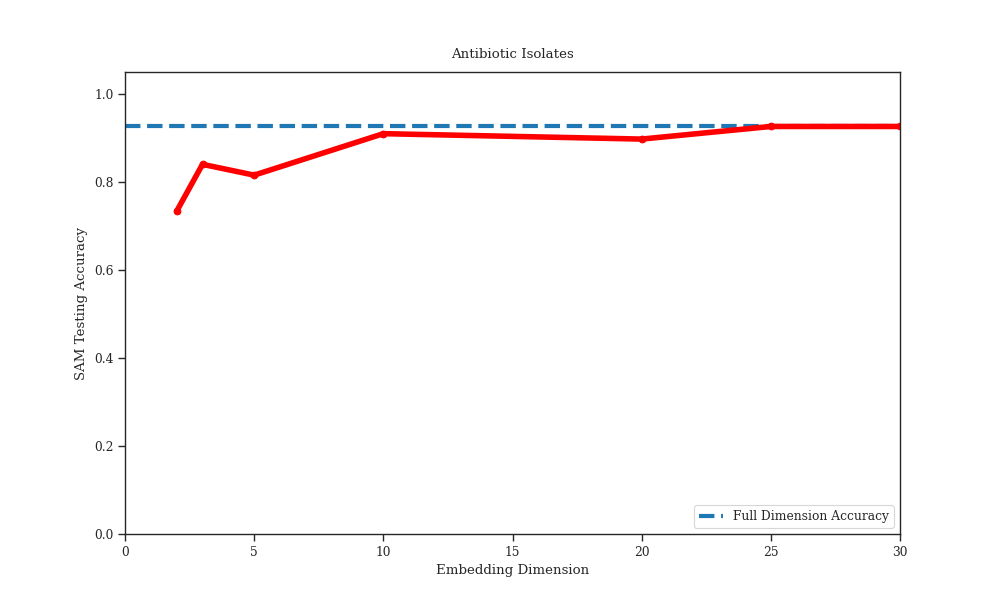 Antibiotic Isolates
1.0
0.8
0.6
0.4
0.2
0.0
SAM Testing Accuracy
0 5 10 15 20 25 30
Embedding Dimension
Full Dimension Accuracy